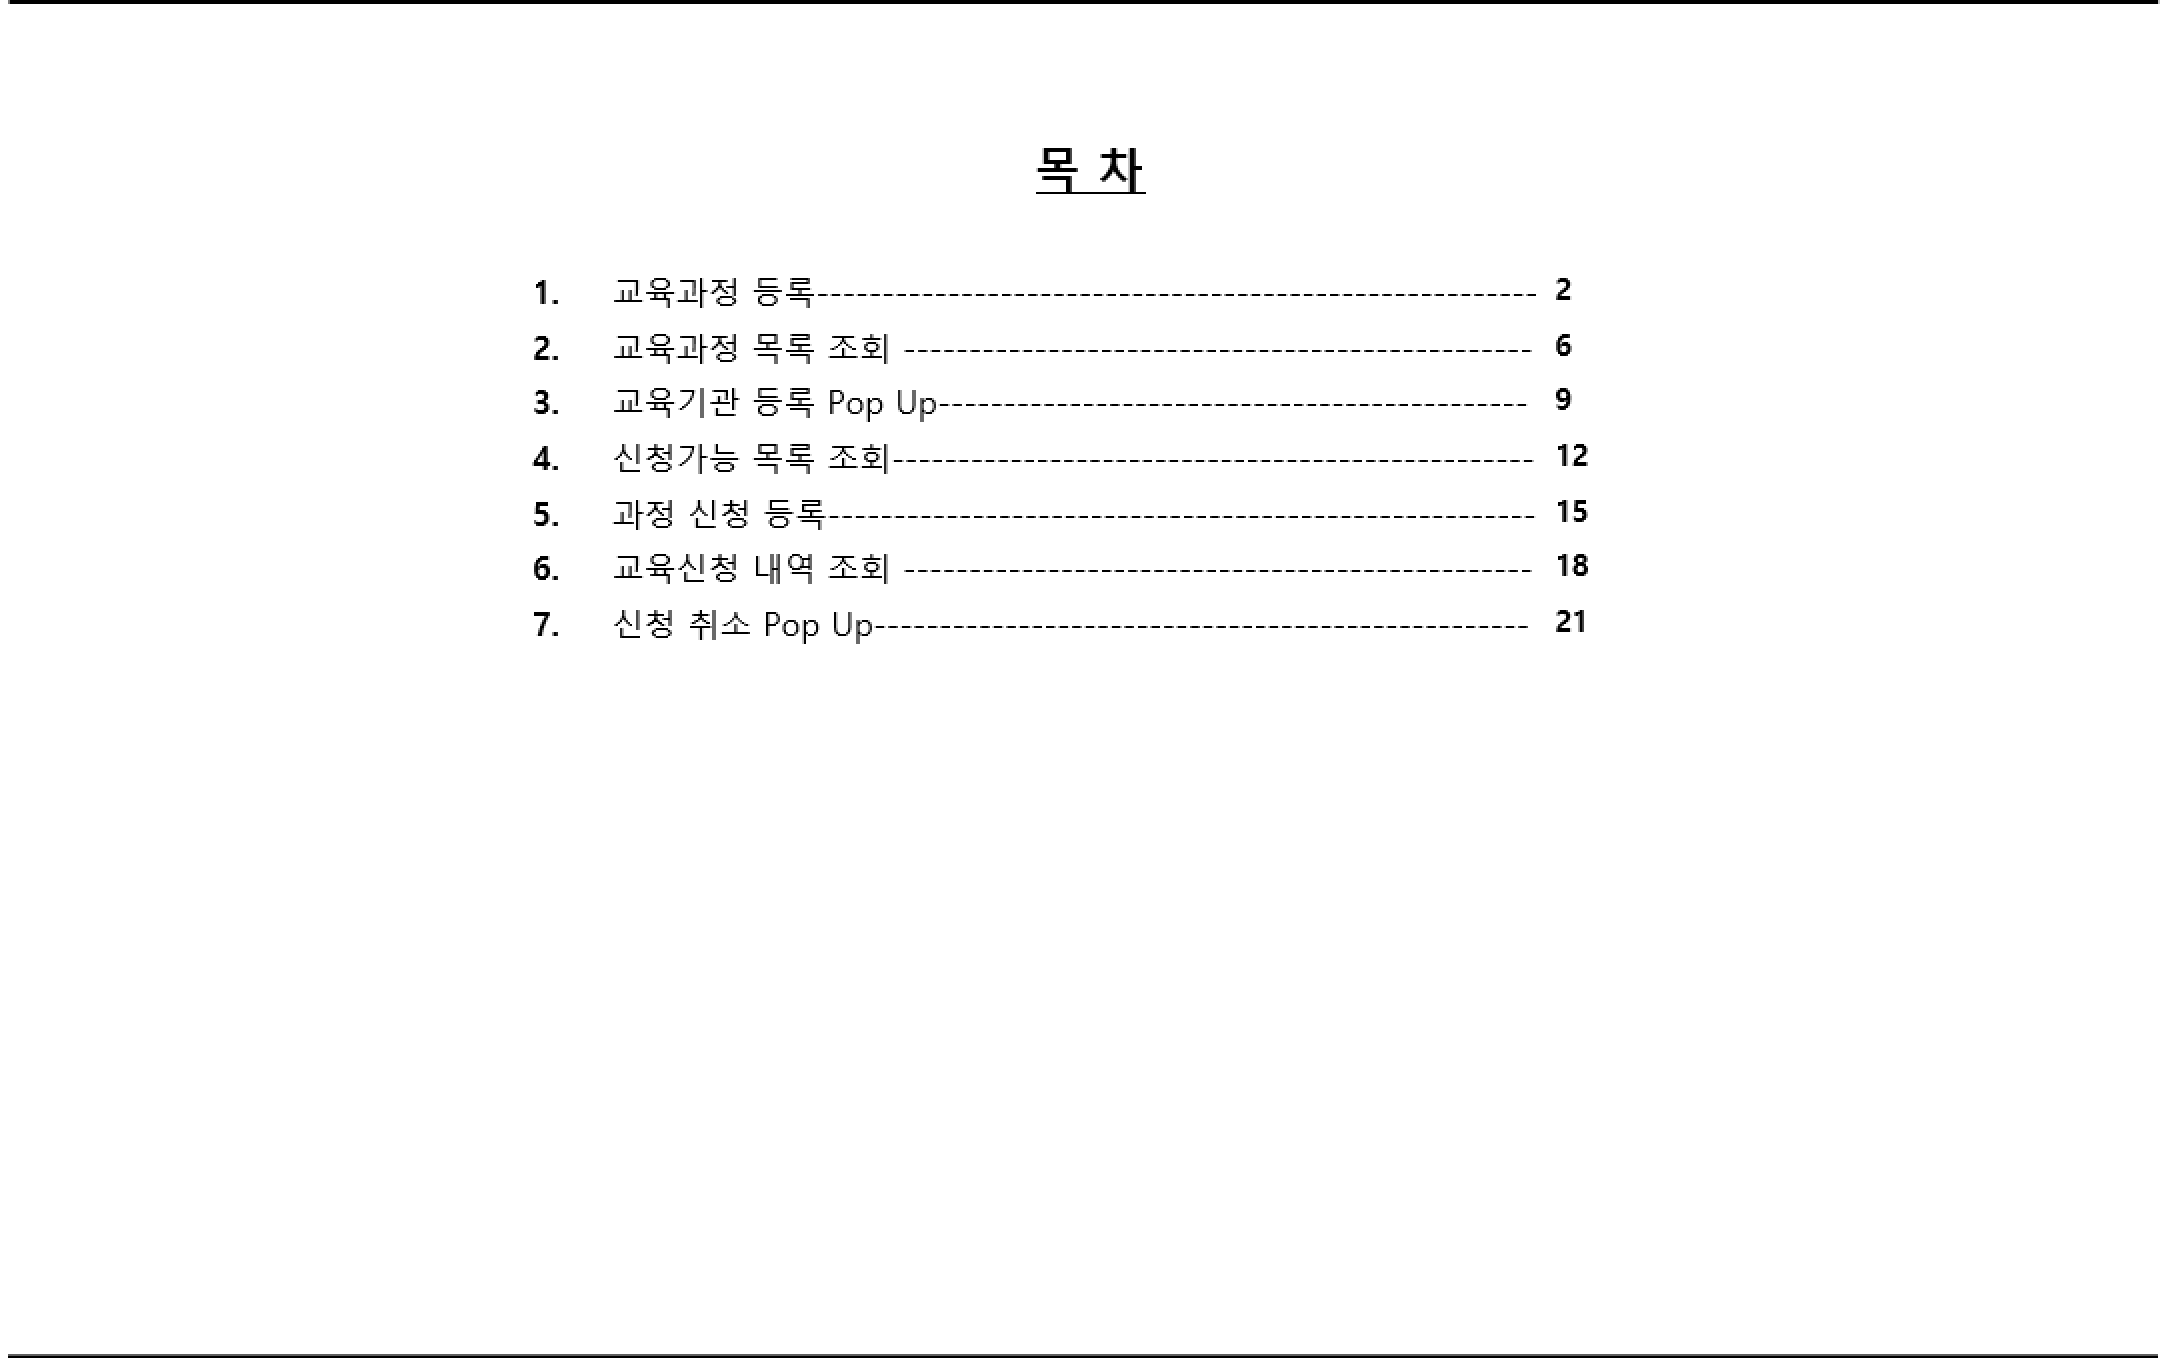 목 차
1. 교육과정 등록------------------------------------------------------- 2
2. 교육과정 목록 조회 ------------------------------------------------ 6
3. 교육기관 등록 Pop Up--------------------------------------------- 9
4. 신청가능 목록 조회------------------------------------------------- 12
5. 과정 신청 등록------------------------------------------------------ 15
6. 교육신청 내역 조회 ------------------------------------------------ 18
7. 신청 취소 Pop Up-------------------------------------------------- 21